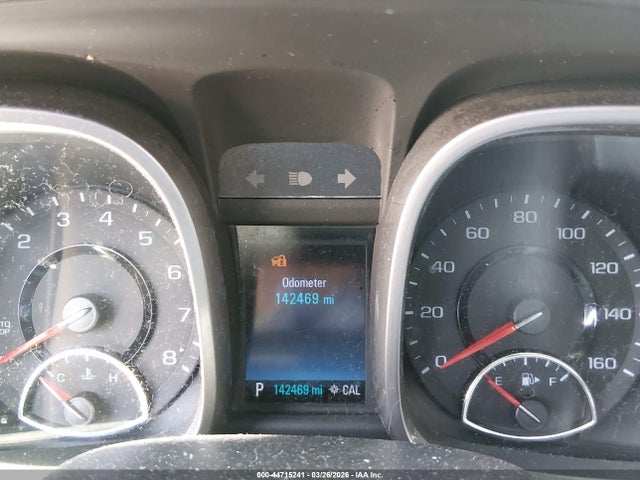 2 3 4 5 6 7 8
C H
Odometer
142469 mi
P 142469 mi CAL
0 20 40 60 80 100 120 140 160
E F
800-44715241 | 03/26/2026 - IAA Inc.